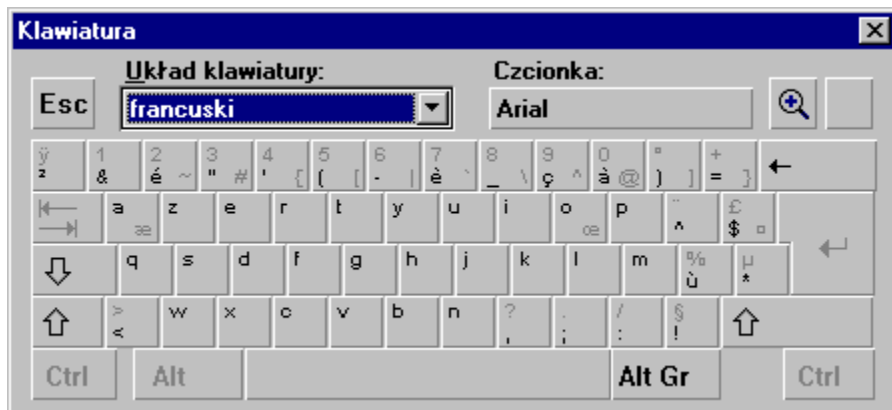 Klawiatura
Układ klawiatury: Czcionka:
Esc francuski Arial
ÿ 1 2 3 4 5 6 7 8 9 0 ° +
² & é ~ " # ' { ( [ - | è ` _ \ ç ^ à @ ) ] = }
a æ z e r t y u i o œ p ¨ ^ £ $ ¤
q s d f g h j k l m % ù µ *
> < w x c v b n ? , . ; / : § !
Ctrl Alt Alt Gr Ctrl